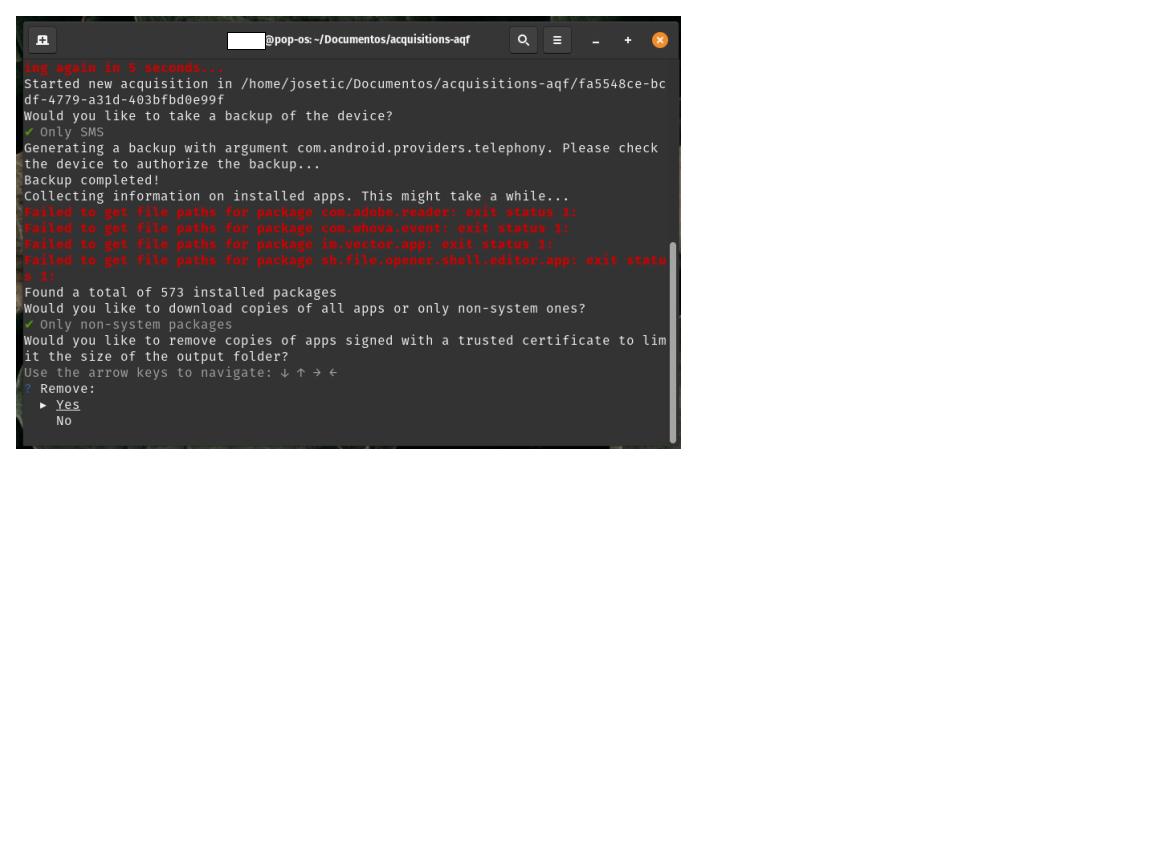 @pop-os: ~/Documentos/acquisitions-aqf
ing again in 5 seconds...
Started new acquisition in /home/josetic/Documentos/acquisitions-aqf/fa5548ce-bc
df-4779-a31d-403bfbd0e99f
Would you like to take a backup of the device?
✔ Only SMS
Generating a backup with argument com.android.providers.telephony. Please check
the device to authorize the backup...
Backup completed!
Collecting information on installed apps. This might take a while...
Failed to get file paths for package com.adobe.reader: exit status 1:
Failed to get file paths for package com.whova.event: exit status 1:
Failed to get file paths for package im.vector.app: exit status 1:
Failed to get file paths for package sh.file.opener.shell.editor.app: exit statu
s 1:
Found a total of 573 installed packages
Would you like to download copies of all apps or only non-system ones?
✔ Only non-system packages
Would you like to remove copies of apps signed with a trusted certificate to lim
it the size of the output folder?
Use the arrow keys to navigate: ↓ ↑ → ←
? Remove:
▸ Yes
No